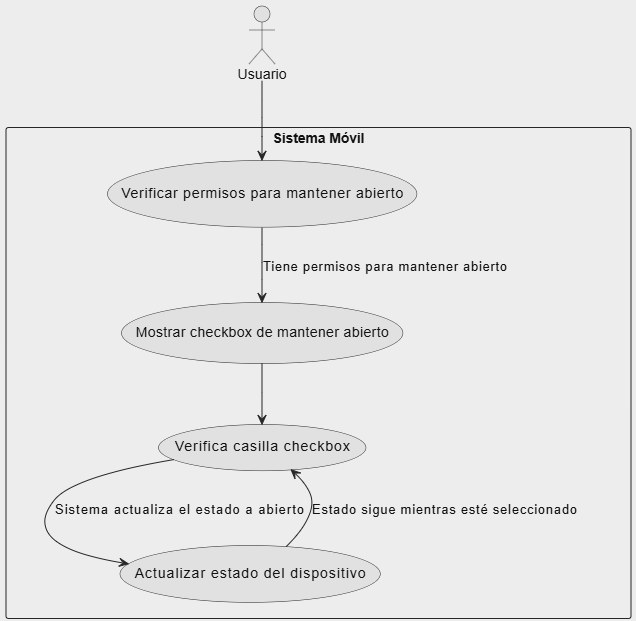 Usuario
Sistema Móvil
Verificar permisos para mantener abierto
Tiene permisos para mantener abierto
Mostrar checkbox de mantener abierto
Verifica casilla checkbox
Sistema actualiza el estado a abierto
Estado sigue mientras esté seleccionado
Actualizar estado del dispositivo